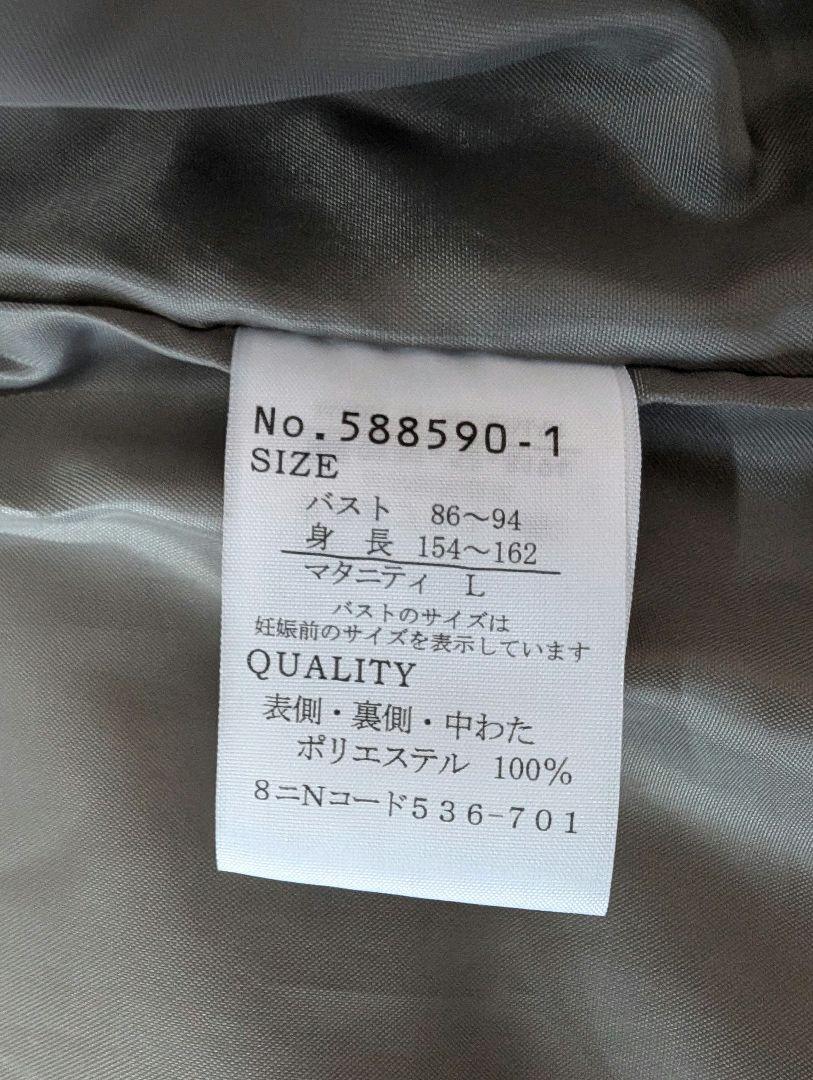 No.588590-1
SIZE
バスト 86～94
身長 154～162
マタニティ L
バストのサイズは
妊娠前のサイズを表示しています
QUALITY
表側・裏側・中わた
ポリエステル 100%
8ニNコード536-701